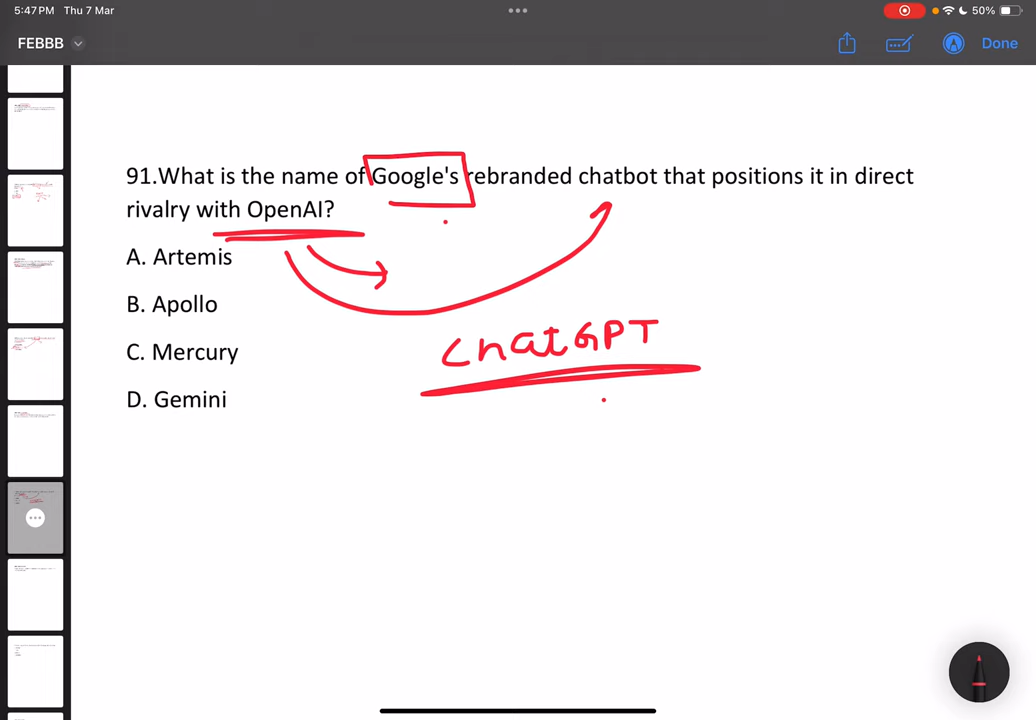 5:47 PM Thu 7 Mar
50%
FEBBB
Done
91.What is the name of Google's rebranded chatbot that positions it in direct
rivalry with OpenAI?
A. Artemis
B. Apollo
C. Mercury
D. Gemini
chatGPT